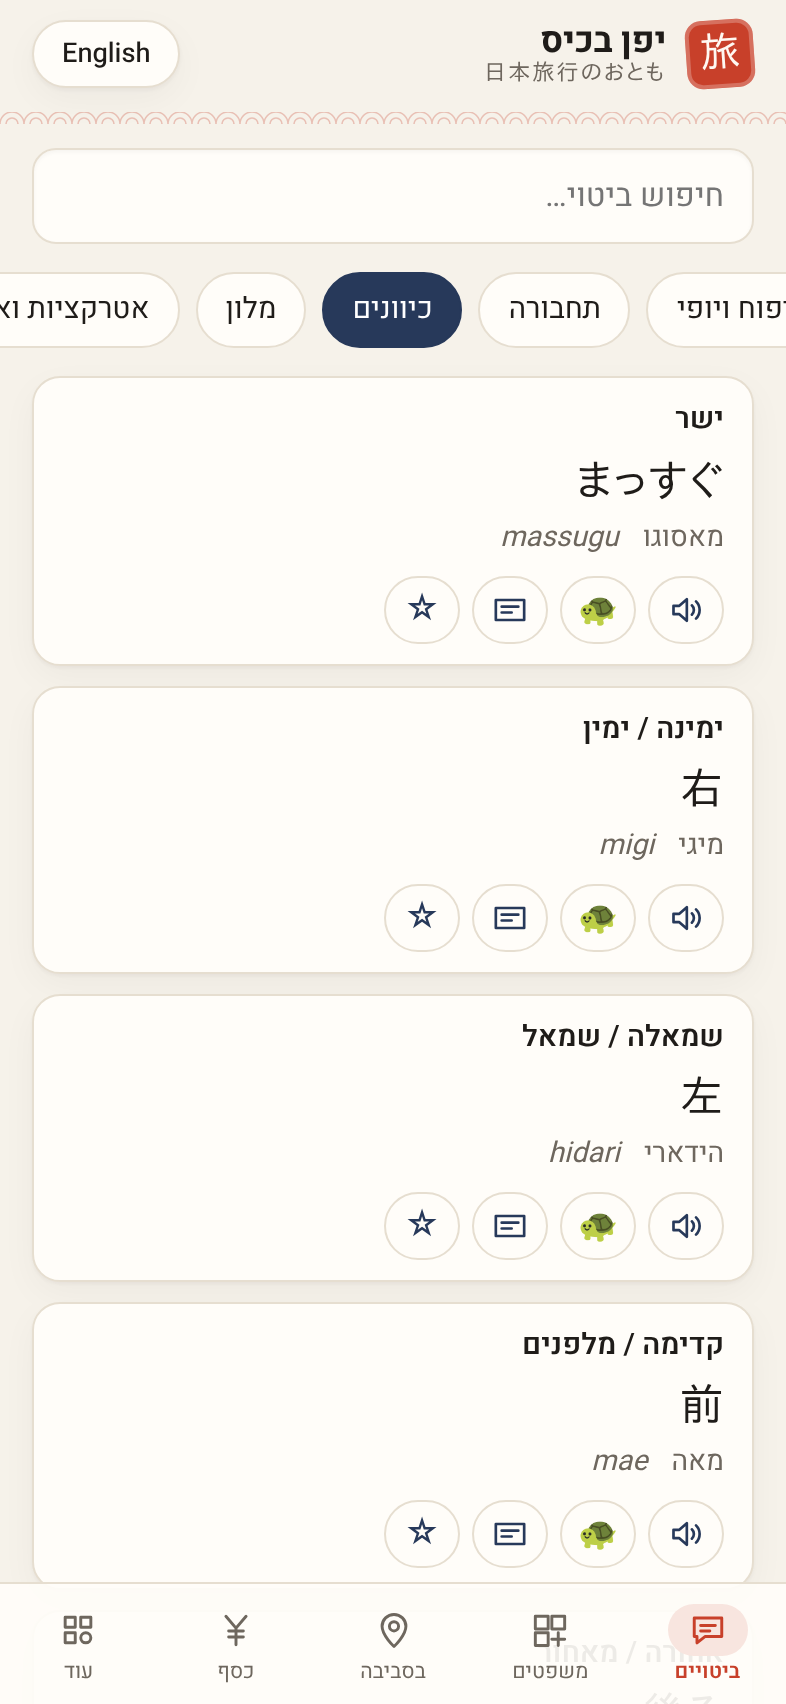 יפן בכיס
日本旅行のおとも
旅
English
חיפוש ביטוי...
תחבורה
כיוונים
מלון
אטרקציות
ישר
まっすぐ
מאסוגו massugu
ימינה / ימין
右
מיגי migi
שמאלה / שמאל
左
הידארי hidari
קדימה / מלפנים
前
מאה mae
ביטויים
משפטים
בסביבה
כסף
עוד